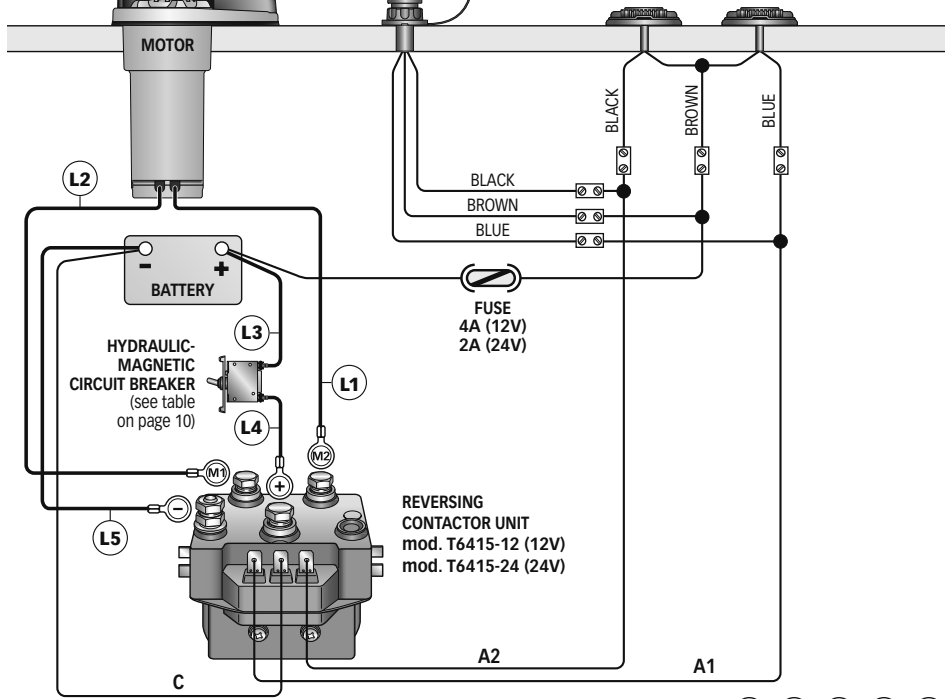 MOTOR
BLACK
BROWN
BLUE
L2
BLACK
BROWN
BLUE
- +
BATTERY
FUSE
4A (12V)
2A (24V)
L3
HYDRAULIC-
MAGNETIC
CIRCUIT BREAKER
(see table
on page 10)
L1
L4
M2
M1
+
−
L5
REVERSING
CONTACTOR UNIT
mod. T6415-12 (12V)
mod. T6415-24 (24V)
A2
A1
C